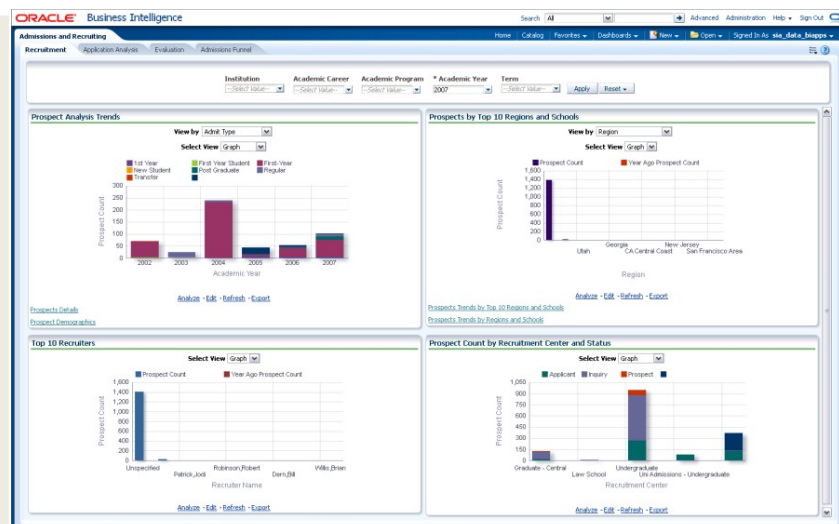 ORACLE Business Intelligence
Search All Advanced Administration Help Sign Out
Admissions and Recruiting
Home Catalog Favorites Dashboards New Open Signed In As sia_data_biapps
Recruitment Application Analysis Evaluation Admissions Funnel
Institution Academic Career Academic Program * Academic Year Term
--Select Value-- --Select Value-- --Select Value-- 2007 --Select Value-- Apply Reset
Prospect Analysis Trends
View by Admit Type
Select View Graph
1st Year First Year Student First-Year
New Student Post Graduate Regular
Transfer
300
250
200
150
100
50
0
Prospect Count
2002 2003 2004 2005 2006 2007
Academic Year
Analyze - Edit - Refresh - Export
Prospects Details
Prospect Demographics
Prospects by Top 10 Regions and Schools
View by Region
Select View Graph
Prospect Count Year Ago Prospect Count
1,600
1,400
1,200
1,000
800
600
400
200
0
Prospect Count
Georgia New Jersey
Utah CA Central Coast San Francisco Area
Region
Analyze - Edit - Refresh - Export
Prospects Trends by Top 10 Regions and Schools
Prospects Trends by Regions and Schools
Top 10 Recruiters
Select View Graph
Prospect Count Year Ago Prospect Count
1,600
1,400
1,200
1,000
800
600
400
200
0
Prospect Count
Unspecified Robinson,Robert Willis,Brian
Patrick,Jodi Dern,Bill
Recruiter Name
Analyze - Edit - Refresh - Export
Prospect Count by Recruitment Center and Status
Select View Graph
Applicant Inquiry Prospect
1,050
900
750
600
450
300
150
0
Prospect Count
Graduate - Central Undergraduate
Law School Uni Admissions - Undergraduate
Recruitment Center
Analyze - Edit - Refresh - Export